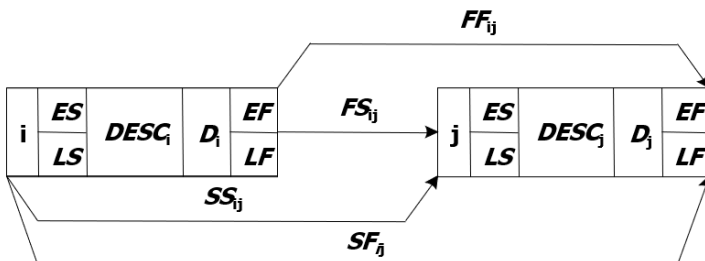 FFij
i ES DESCi Di EF FSij j ES DESCj Dj EF
LS LF LS LF
SSij
SFij